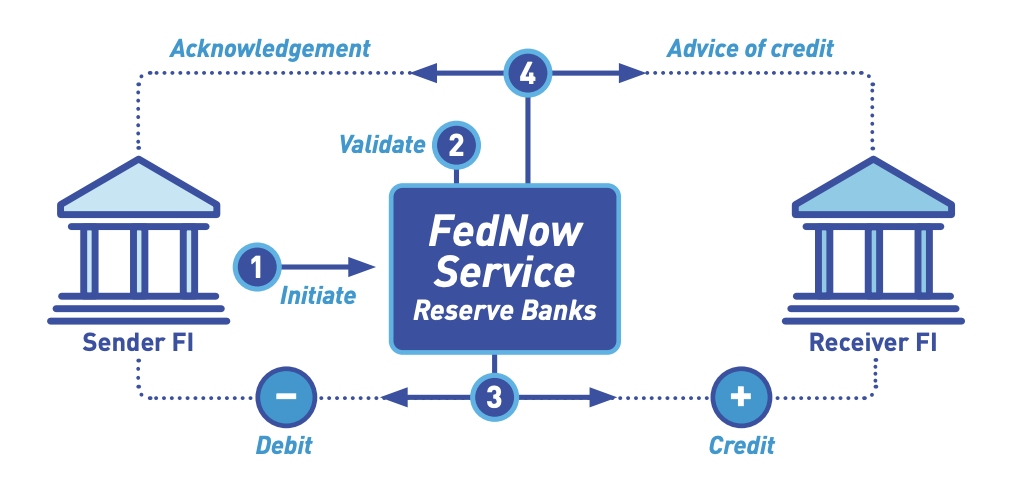 Acknowledgement
Advice of credit
4
Validate
2
FedNow
Service
Reserve Banks
1
Initiate
Sender FI
Receiver FI
3
−
+
Debit
Credit